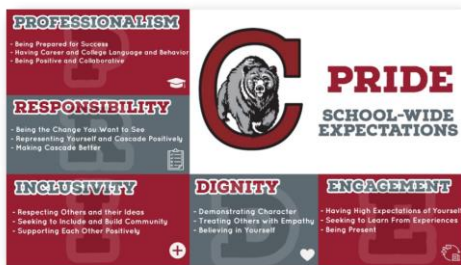 PROFESSIONALISM
- Being Prepared for Success
- Having Career and College Language and Behavior
- Being Positive and Collaborative
C
PRIDE
SCHOOL-WIDE
EXPECTATIONS
RESPONSIBILITY
- Being the Change You Want to See
- Representing Yourself and Cascade Positively
- Making Cascade Better
INCLUSIVITY
- Respecting Others and their Ideas
- Seeking to Include and Build Community
- Supporting Each Other Positively
DIGNITY
- Demonstrating Character
- Treating Others with Empathy
- Believing in Yourself
ENGAGEMENT
- Having High Expectations of Yourself
- Seeking to Learn From Experiences
- Being Present